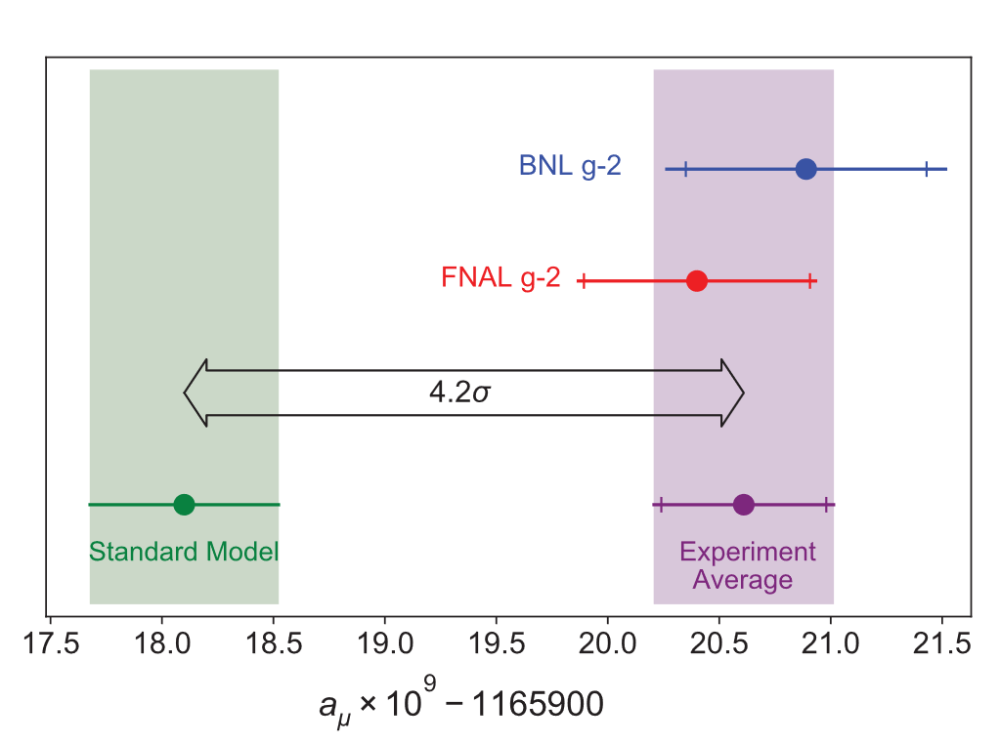 BNL g-2
FNAL g-2
4.2σ
Standard Model
Experiment
Average
17.5 18.0 18.5 19.0 19.5 20.0 20.5 21.0 21.5
aμ × 10⁹ − 1165900